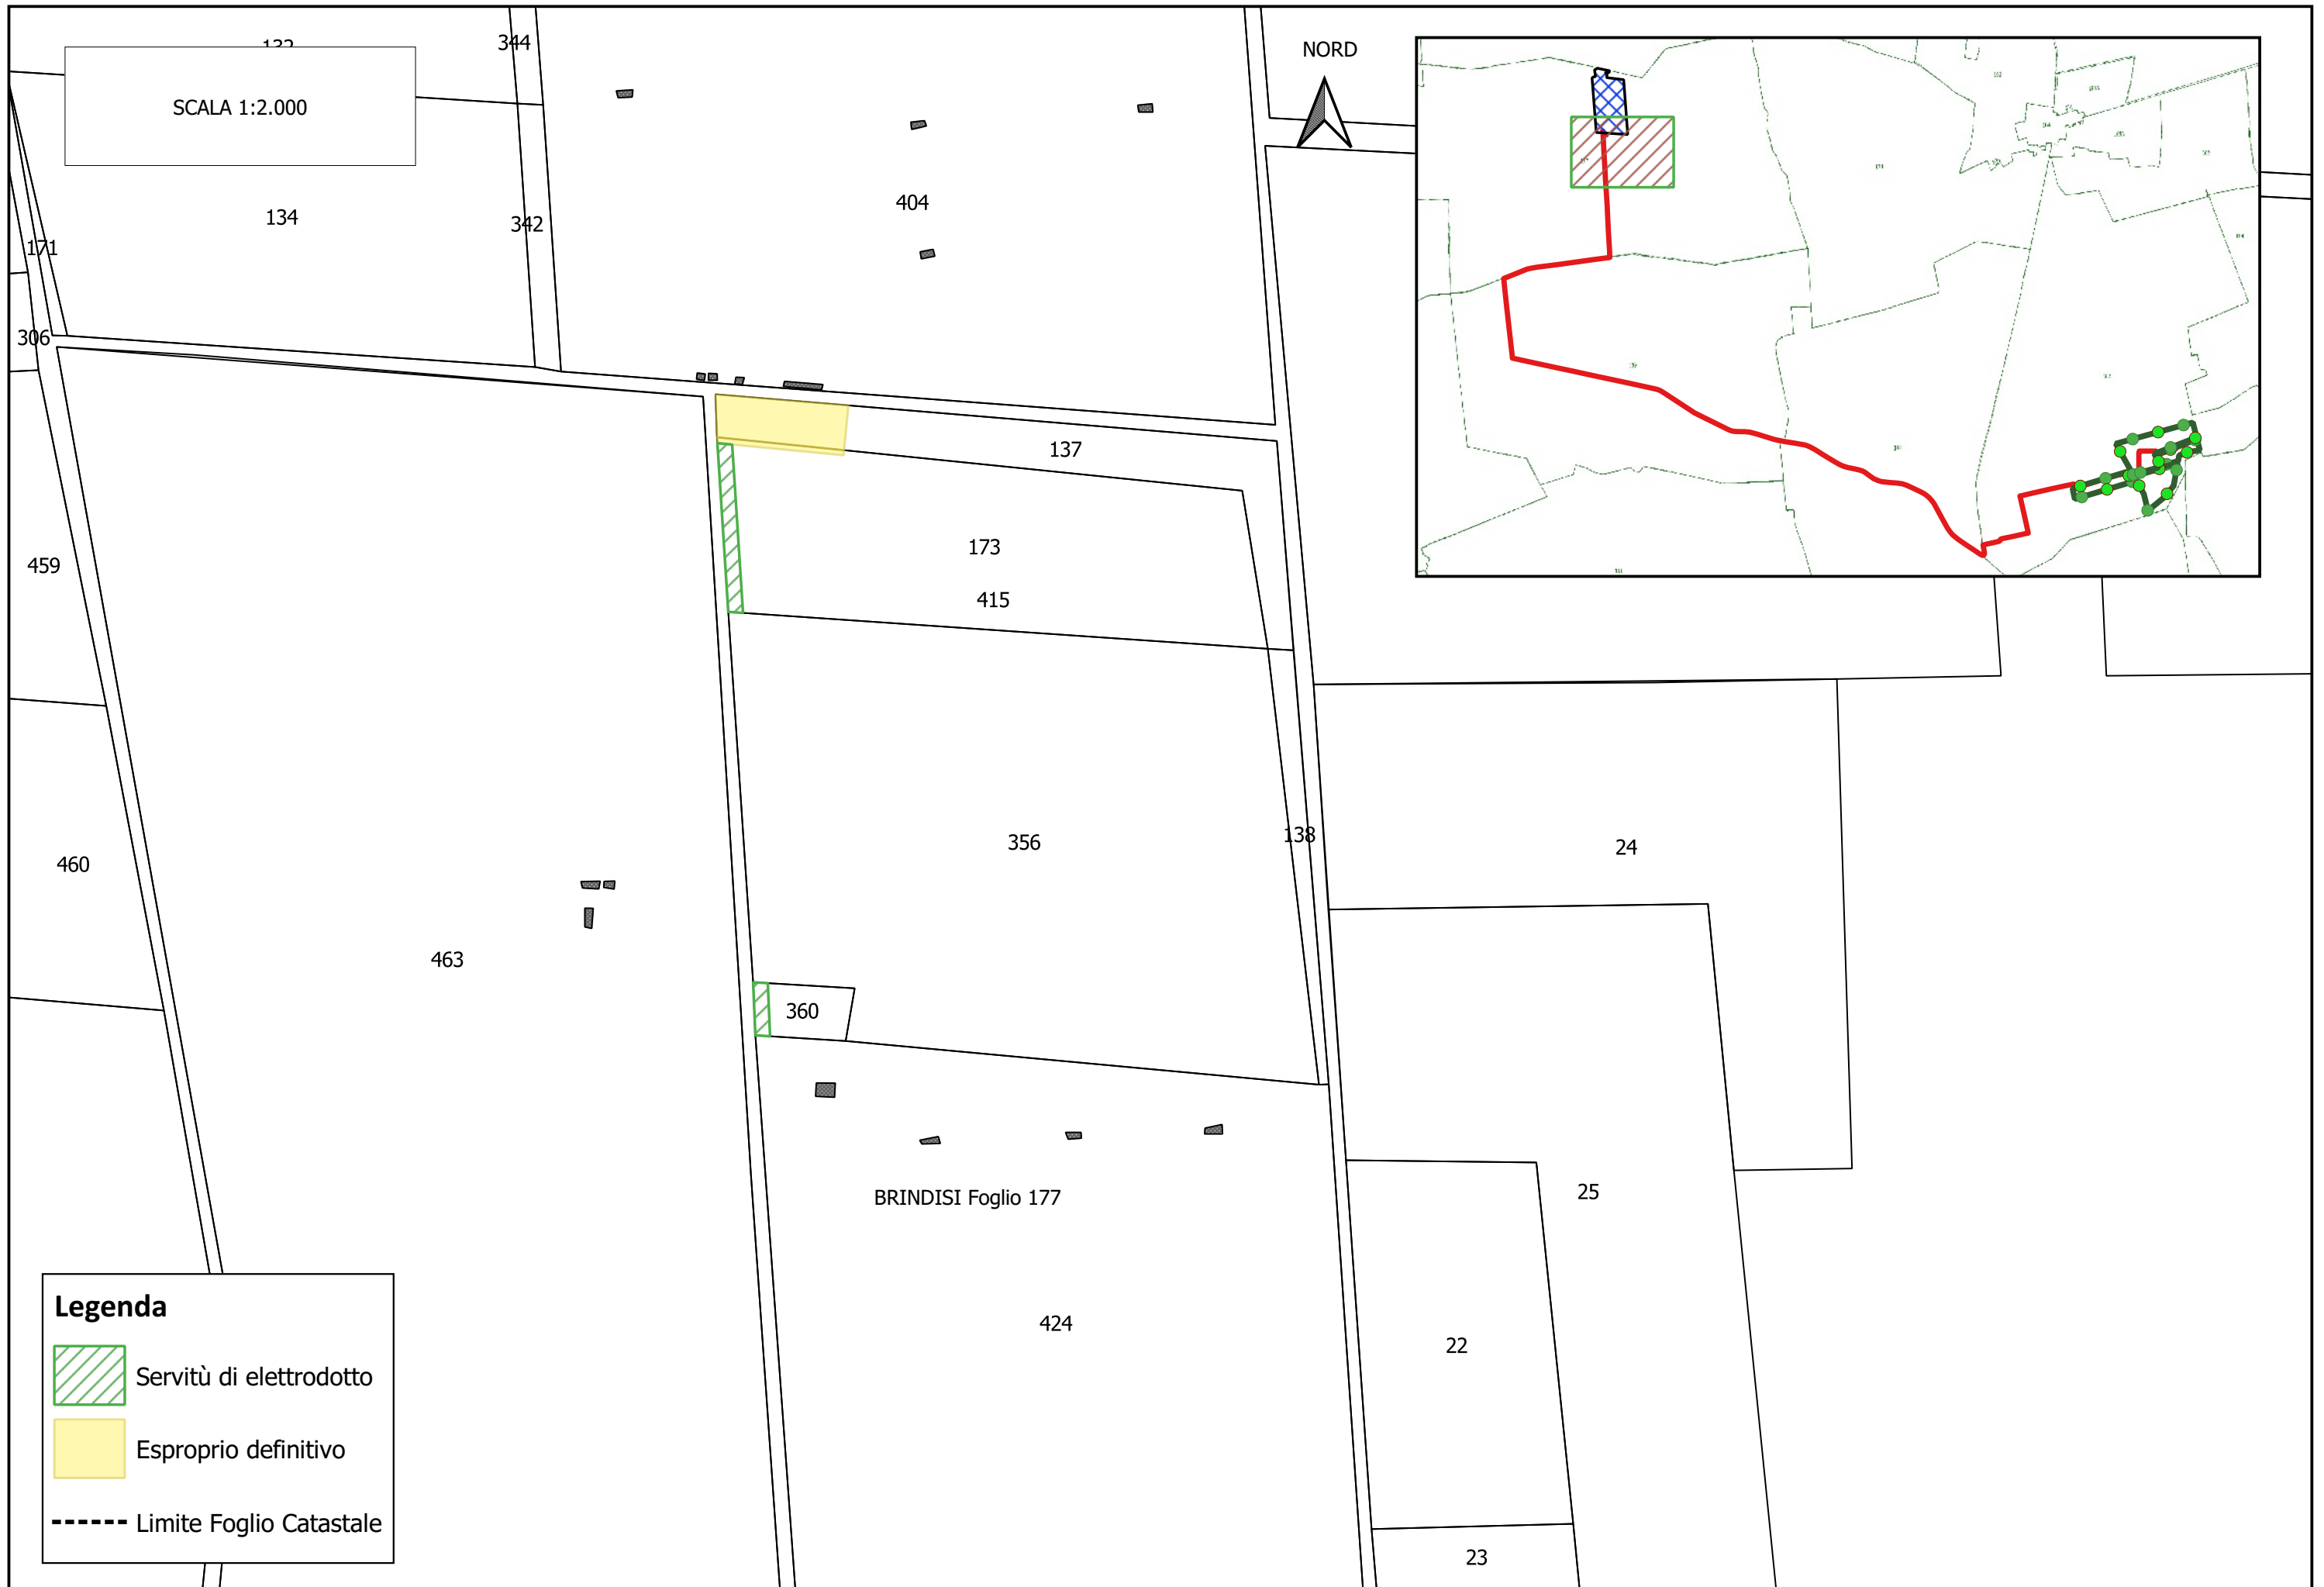 344
NORD
SCALA 1:2.000
404
134
342
171
306
137
173
459
415
356
138
24
460
463
360
25
BRINDISI Foglio 177
424
22
23
Legenda
Servitù di elettrodotto
Esproprio definitivo
Limite Foglio Catastale